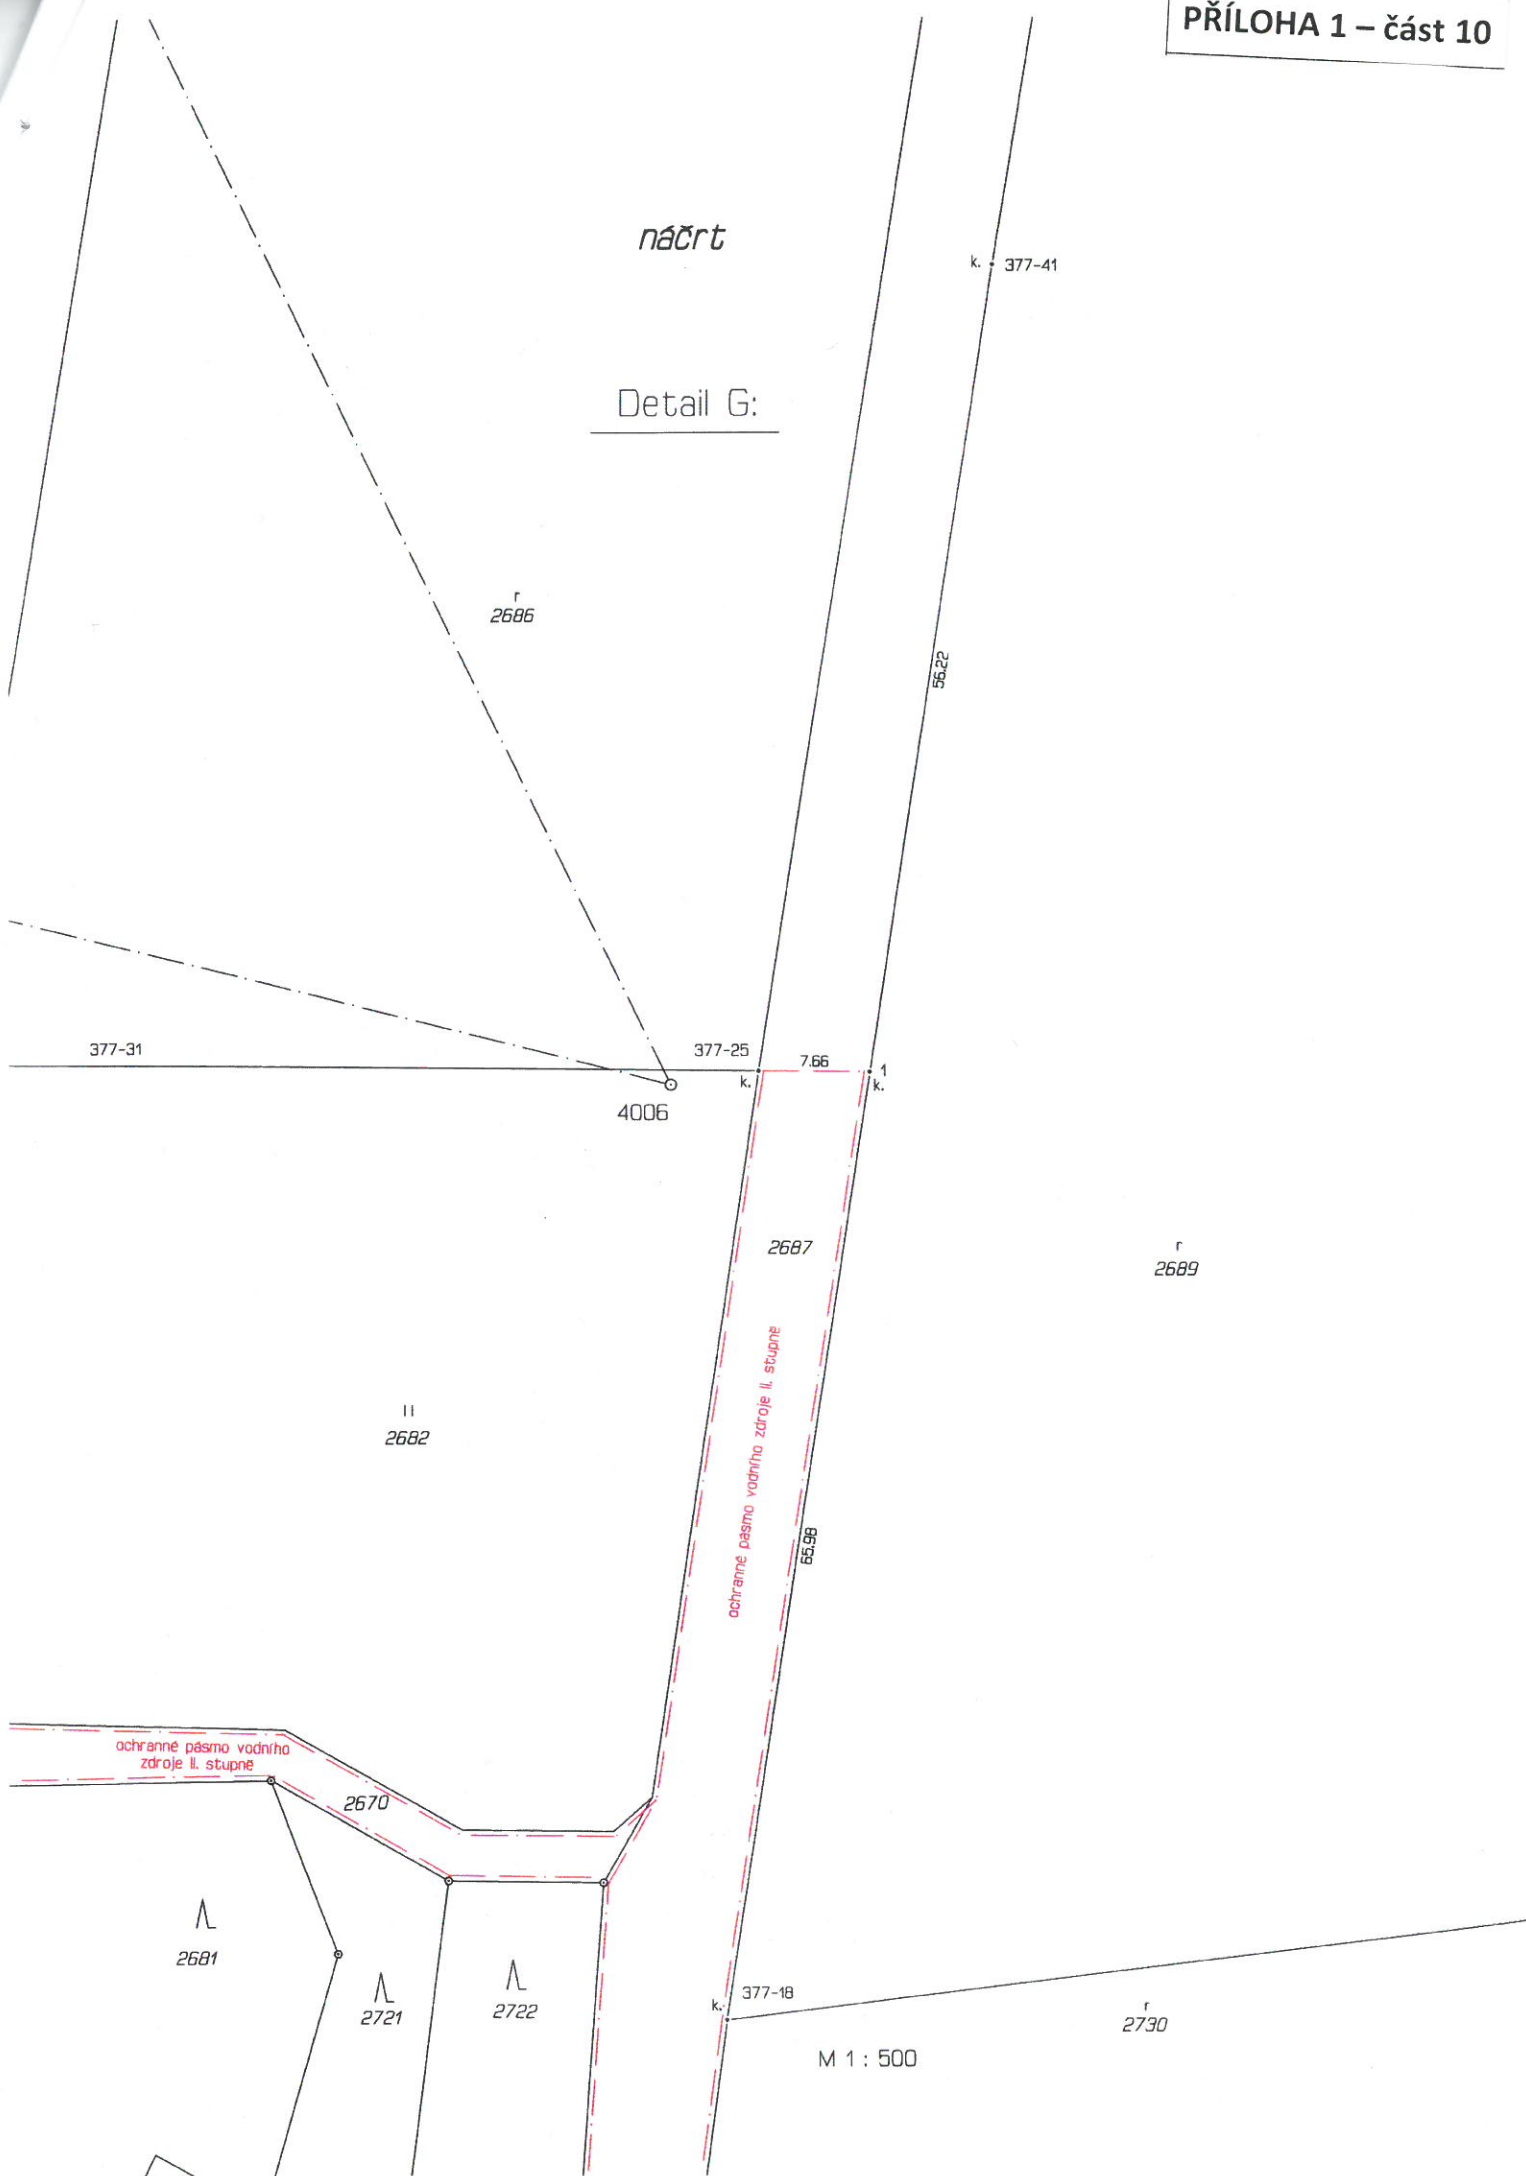 PŘÍLOHA 1 – část 10
náčrt
k. 377-41
Detail G:
r
2686
56.22
377-31
377-25
7.66
1
k.
k.
4006
2687
r
2689
ochranné pásmo vodního zdroje II. stupně
II
2682
65.98
ochranné pásmo vodního
zdroje II. stupně
2670
2681
2721
2722
377-18
k.
r
2730
M 1 : 500